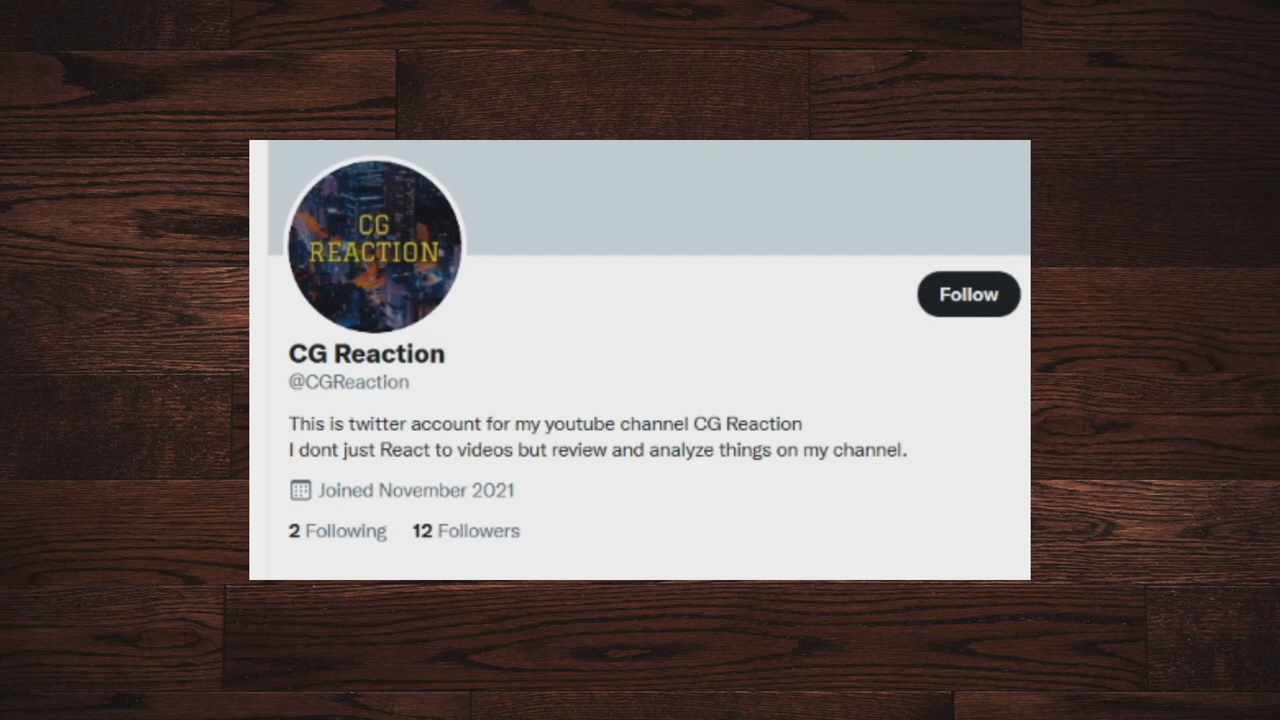 CG
REACTION
Follow
CG Reaction
@CGReaction
This is twitter account for my youtube channel CG Reaction
I dont just React to videos but review and analyze things on my channel.
Joined November 2021
2 Following 12 Followers